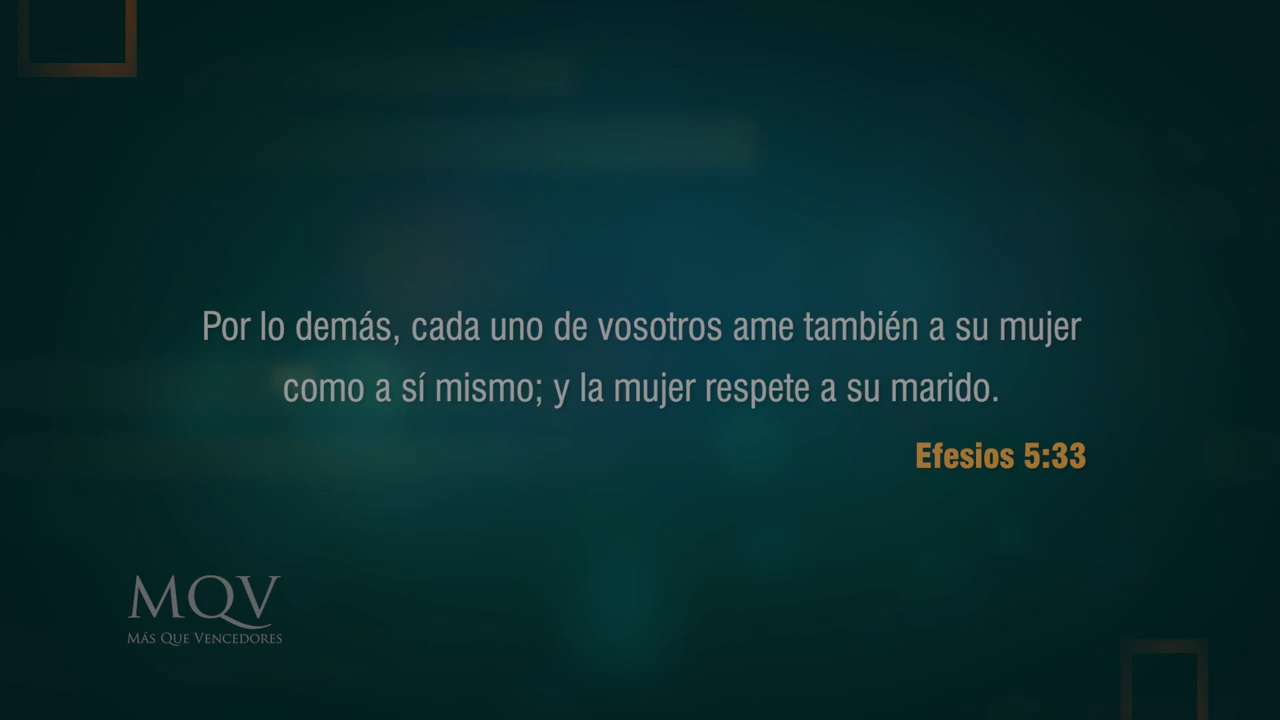 Por lo demás, cada uno de vosotros ame también a su mujer
como a sí mismo; y la mujer respete a su marido.
Efesios 5:33
MQV
MÁS QUE VENCEDORES